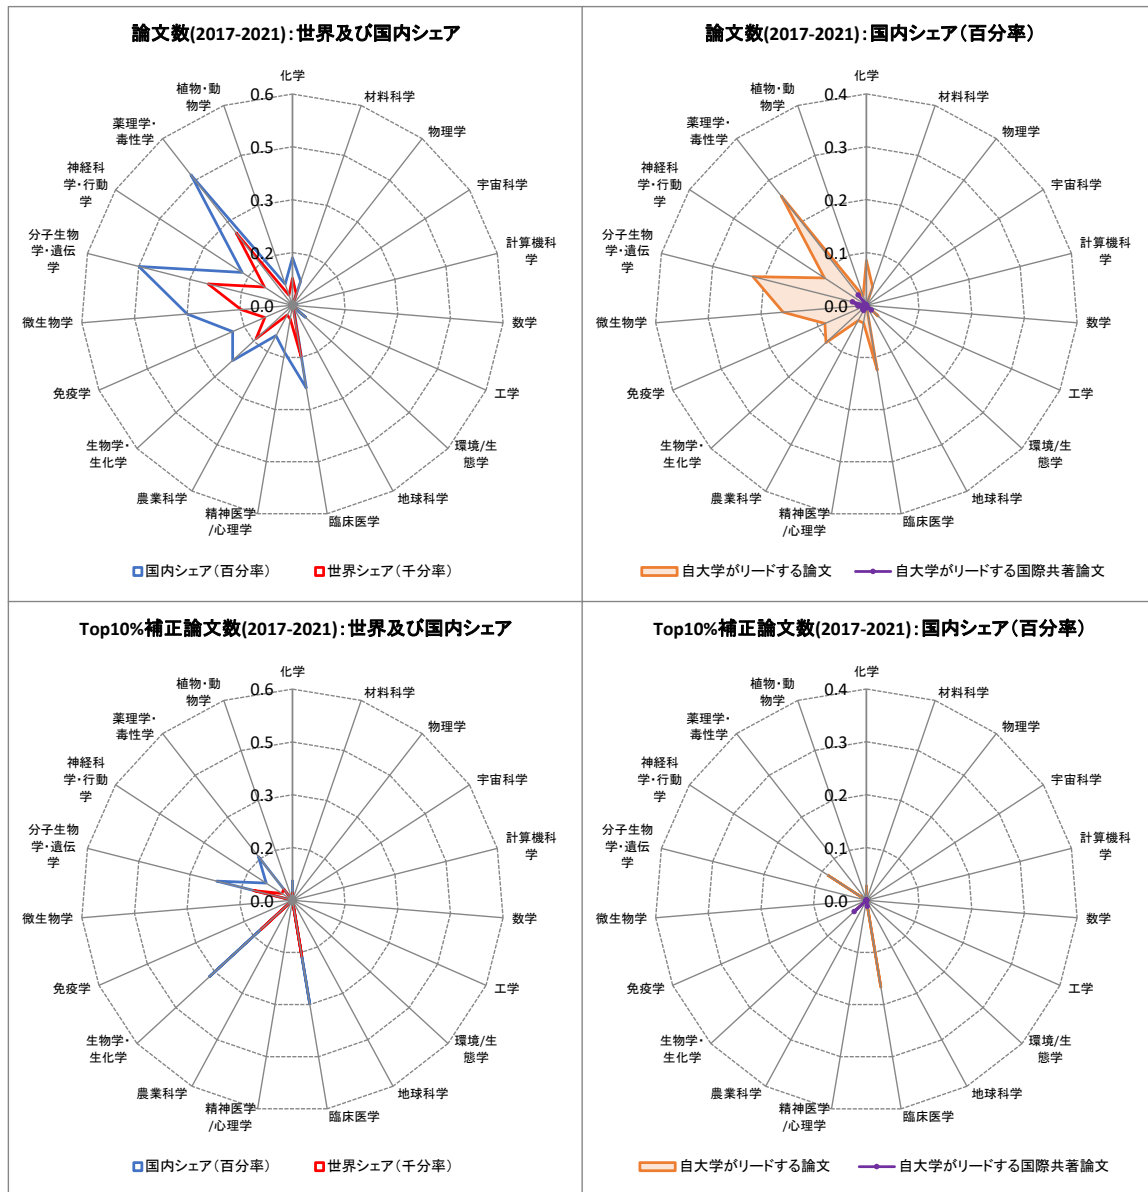 論文数(2017-2021):世界及び国内シェア
化学
材料科学
物理学
宇宙科学
計算機科
学
数学
工学
環境/生
態学
地球科学
臨床医学
精神医学
/心理学
農業科学
生物学・
生化学
免疫学
微生物学
分子生物
学・遺伝
学
神経科
学・行動
学
薬理学・
毒性学
植物・動
物学
0.6
0.5
0.3
0.2
0.0
国内シェア(百分率)
世界シェア(千分率)
論文数(2017-2021):国内シェア(百分率)
化学
材料科学
物理学
宇宙科学
計算機科
学
数学
工学
環境/生
態学
地球科学
臨床医学
精神医学
/心理学
農業科学
生物学・
生化学
免疫学
微生物学
分子生物
学・遺伝
学
神経科
学・行動
学
薬理学・
毒性学
植物・動
物学
0.4
0.3
0.2
0.1
0.0
自大学がリードする論文
自大学がリードする国際共著論文
Top10%補正論文数(2017-2021):世界及び国内シェア
化学
材料科学
物理学
宇宙科学
計算機科
学
数学
工学
環境/生
態学
地球科学
臨床医学
精神医学
/心理学
農業科学
生物学・
生化学
免疫学
微生物学
分子生物
学・遺伝
学
神経科
学・行動
学
薬理学・
毒性学
植物・動
物学
0.6
0.5
0.3
0.2
0.0
国内シェア(百分率)
世界シェア(千分率)
Top10%補正論文数(2017-2021):国内シェア(百分率)
化学
材料科学
物理学
宇宙科学
計算機科
学
数学
工学
環境/生
態学
地球科学
臨床医学
精神医学
/心理学
農業科学
生物学・
生化学
免疫学
微生物学
分子生物
学・遺伝
学
神経科
学・行動
学
薬理学・
毒性学
植物・動
物学
0.4
0.3
0.2
0.1
0.0
自大学がリードする論文
自大学がリードする国際共著論文